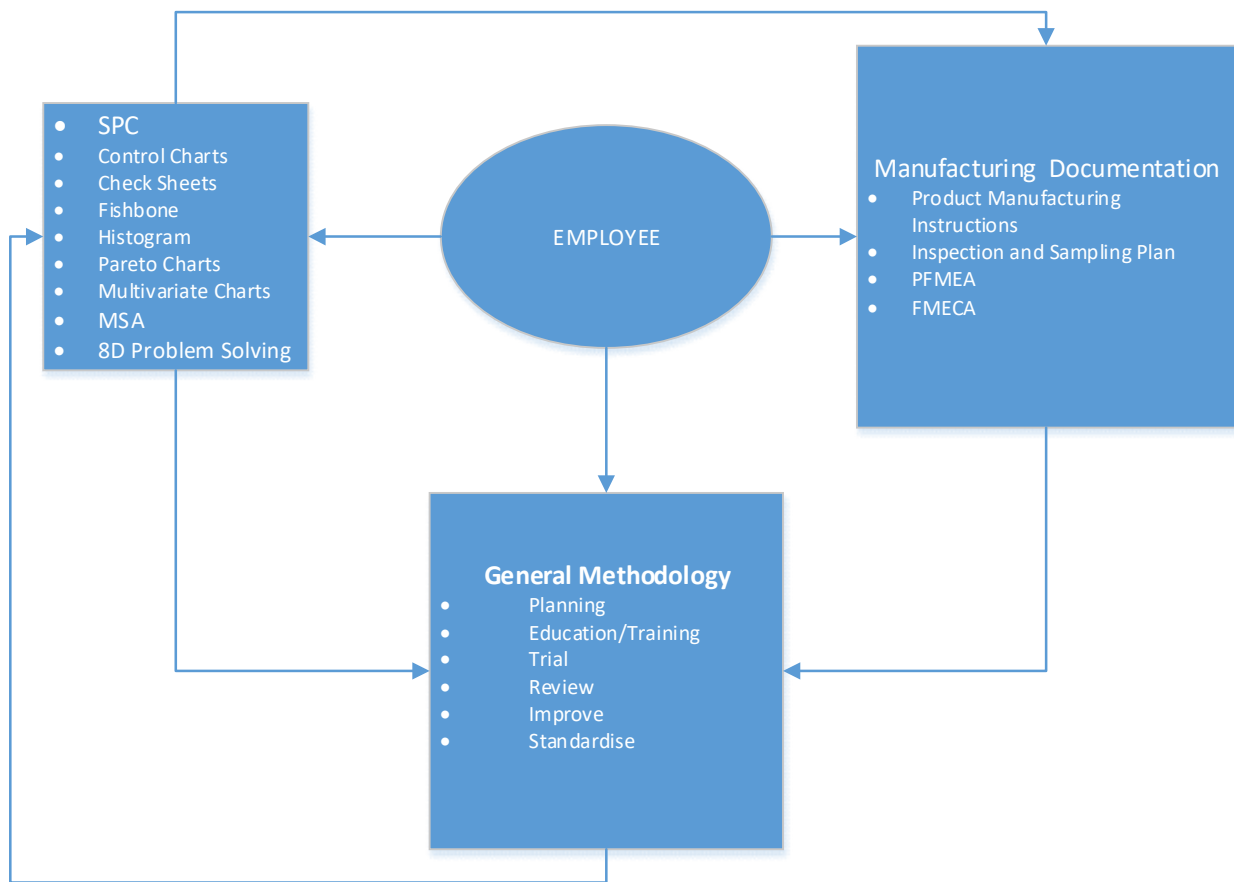 SPC
Control Charts
Check Sheets
Fishbone
Histogram
Pareto Charts
Multivariate Charts
MSA
8D Problem Solving
EMPLOYEE
Manufacturing Documentation
Product Manufacturing
Instructions
Inspection and Sampling Plan
PFMEA
FMECA
General Methodology
Planning
Education/Training
Trial
Review
Improve
Standardise